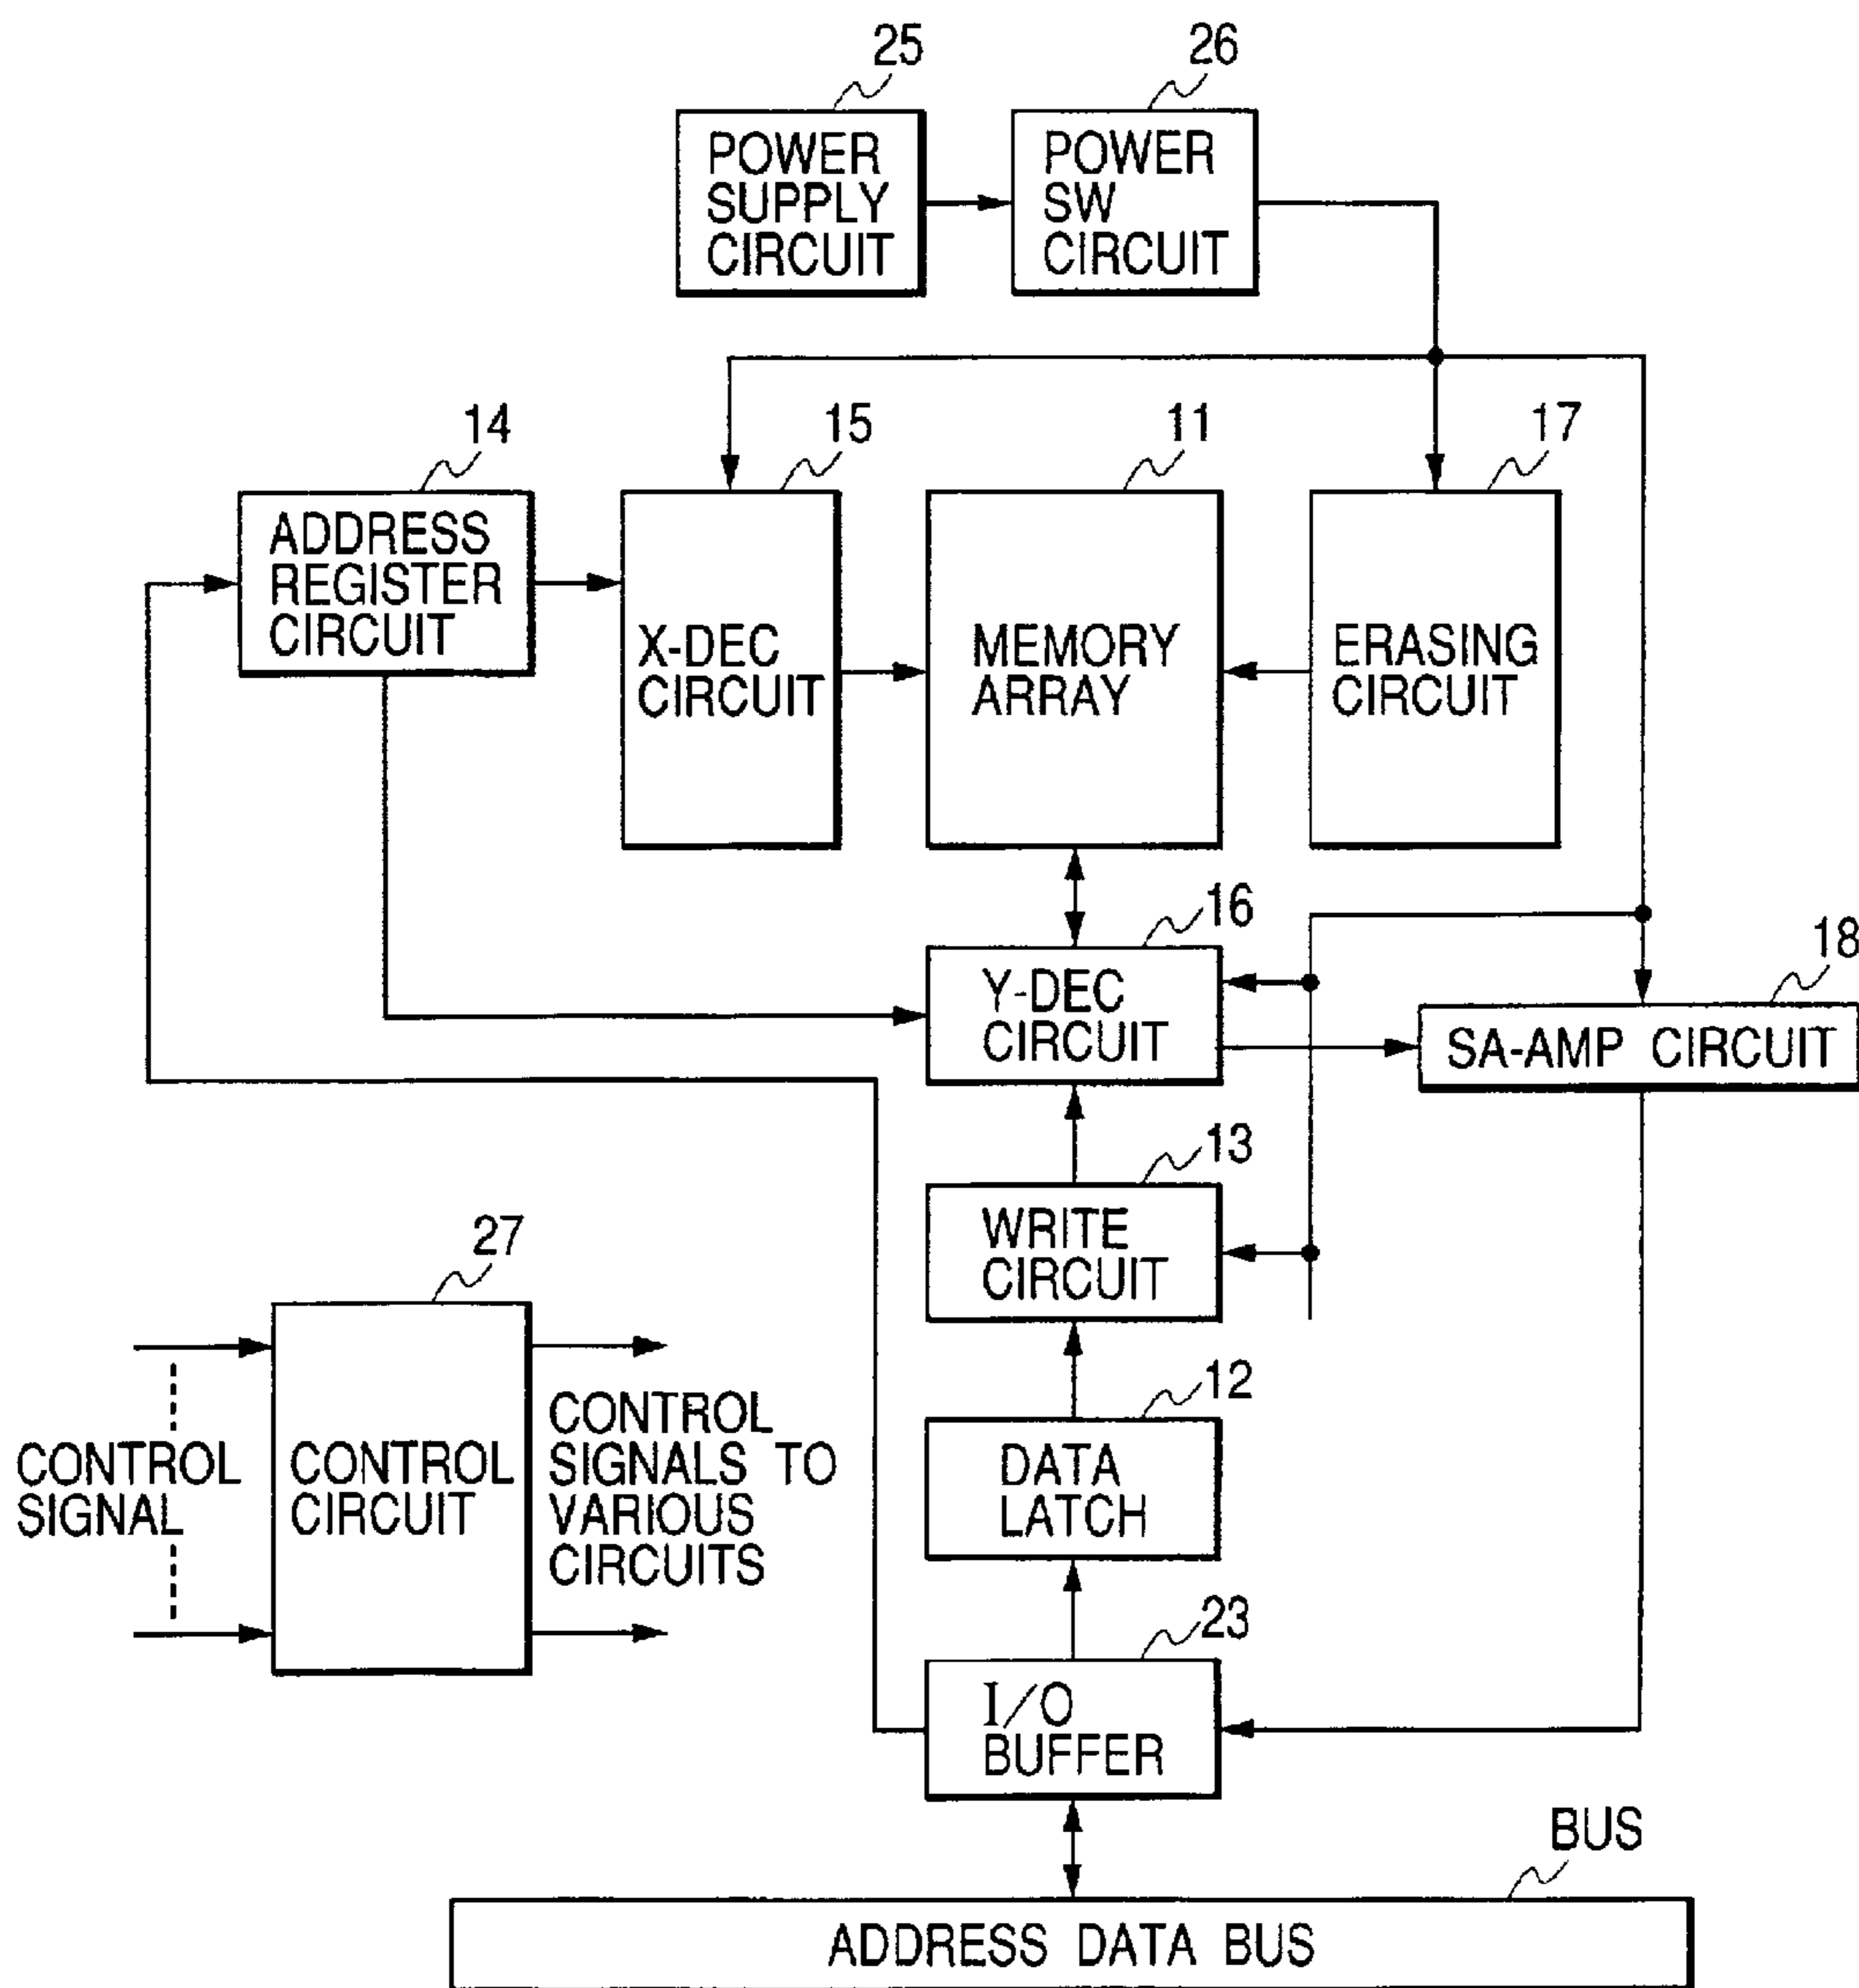 25
26
POWER
SUPPLY
CIRCUIT
POWER
SW
CIRCUIT
14
15
11
17
ADDRESS
REGISTER
CIRCUIT
X-DEC
CIRCUIT
MEMORY
ARRAY
ERASING
CIRCUIT
16
18
Y-DEC
CIRCUIT
SA-AMP CIRCUIT
13
WRITE
CIRCUIT
27
CONTROL
SIGNAL
CONTROL
CIRCUIT
CONTROL
SIGNALS TO
VARIOUS
CIRCUITS
12
DATA
LATCH
23
I/O
BUFFER
BUS
ADDRESS DATA BUS